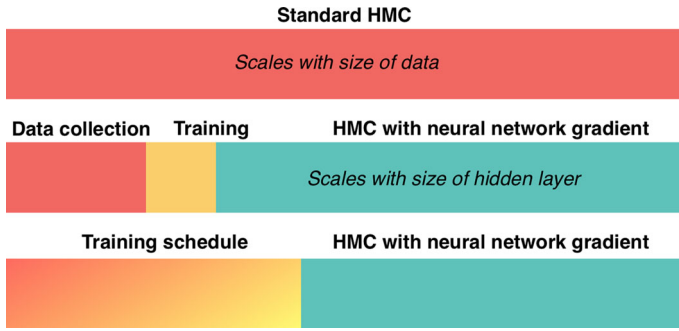 Standard HMC
Scales with size of data
Data collection Training HMC with neural network gradient
Scales with size of hidden layer
Training schedule HMC with neural network gradient